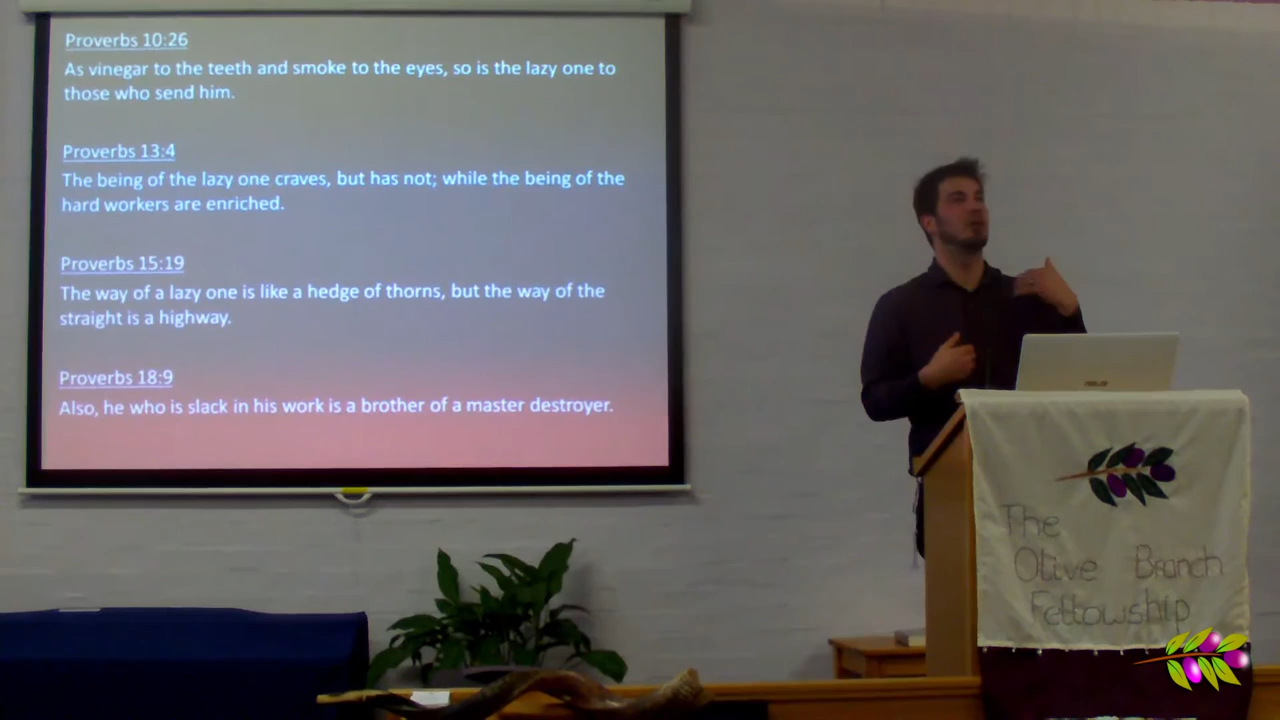 Proverbs 10:26
As vinegar to the teeth and smoke to the eyes, so is the lazy one to
those who send him.
Proverbs 13:4
The being of the lazy one craves, but has not; while the being of the
hard workers are enriched.
Proverbs 15:19
The way of a lazy one is like a hedge of thorns, but the way of the
straight is a highway.
Proverbs 18:9
Also, he who is slack in his work is a brother of a master destroyer.
ASUS
The
Olive Branch
Fellowship